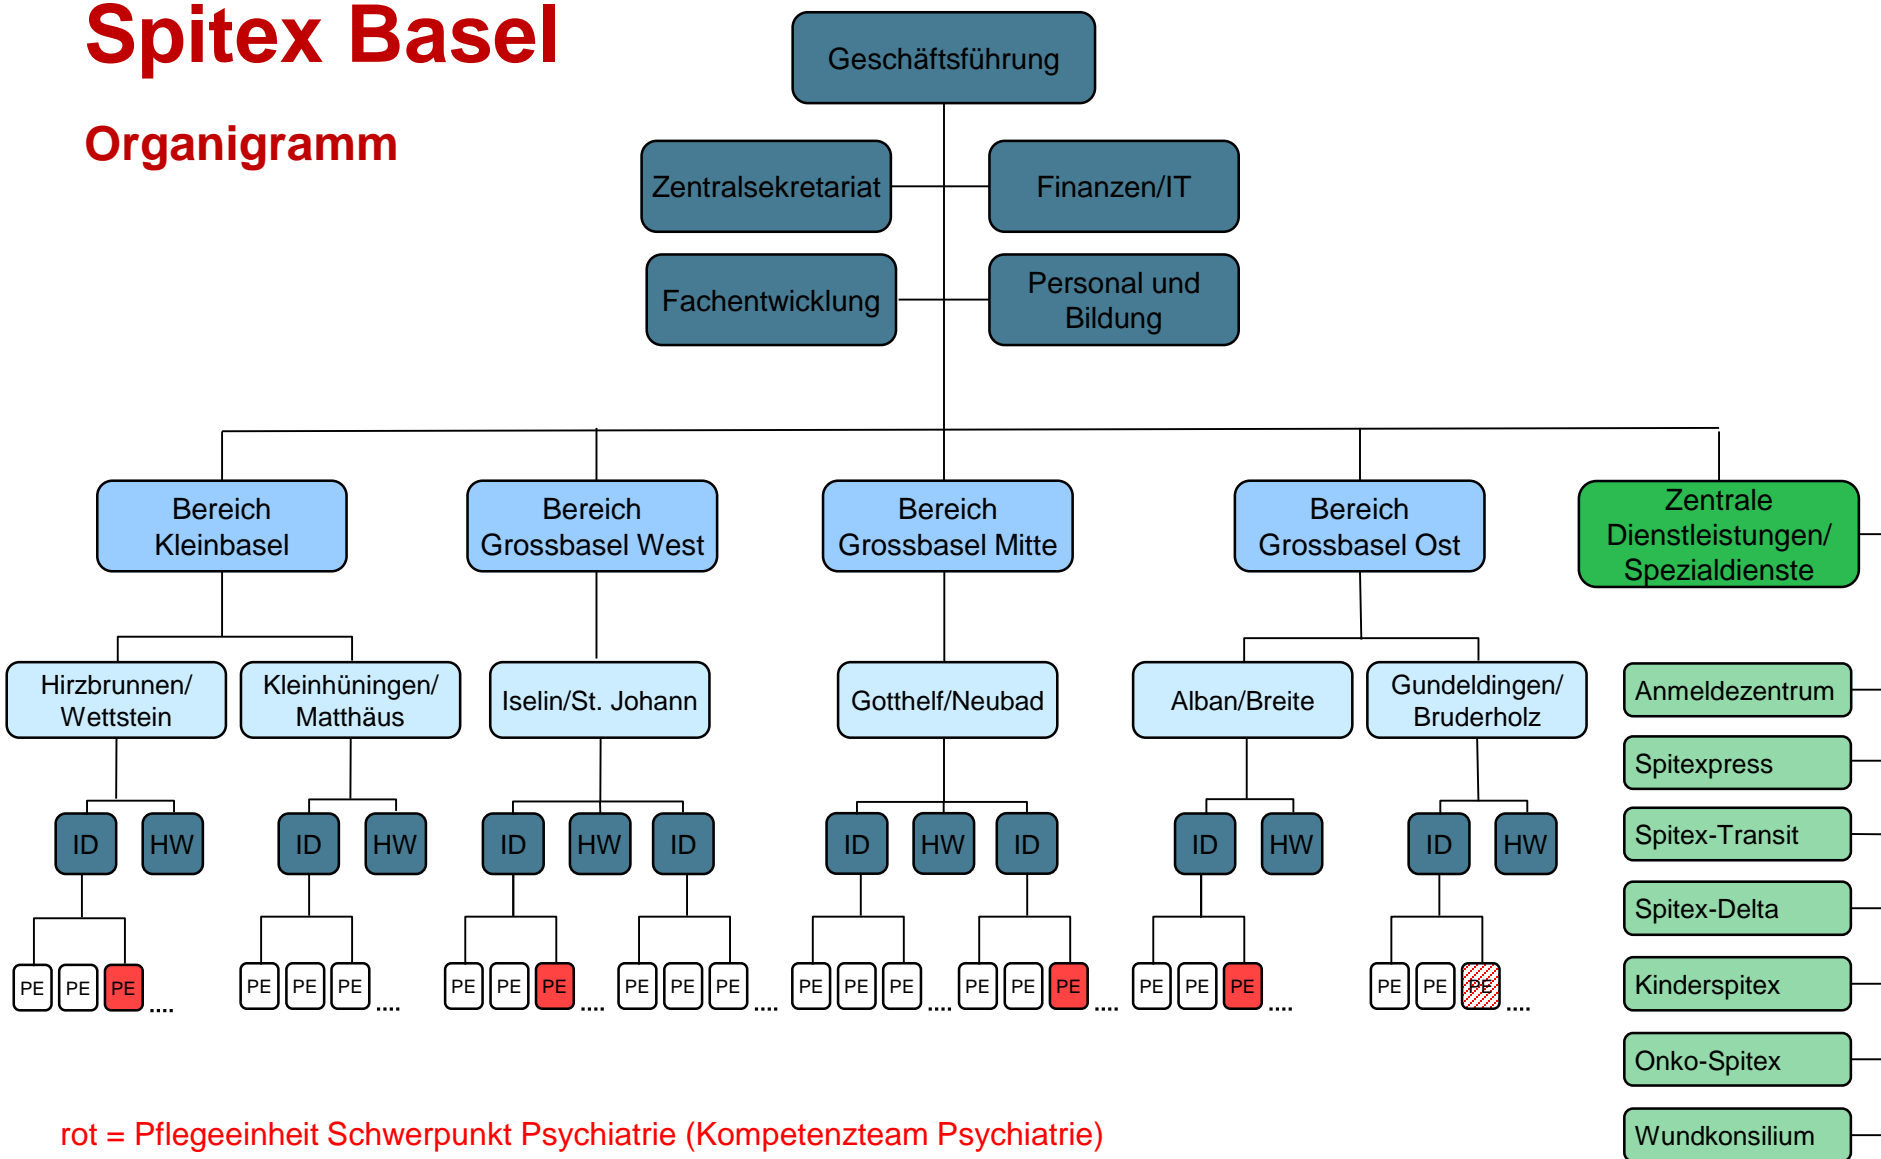 Spitex Basel
Organigramm
Geschäftsführung
Zentralsekretariat
Finanzen/IT
Fachentwicklung
Personal und
Bildung
Bereich
Kleinbasel
Bereich
Grossbasel West
Bereich
Grossbasel Mitte
Bereich
Grossbasel Ost
Zentrale
Dienstleistungen/
Spezialdienste
Hirzbrunnen/
Wettstein
Kleinhüningen/
Matthäus
Iselin/St. Johann
Gotthelf/Neubad
Alban/Breite
Gundeldingen/
Bruderholz
ID HW
ID HW
ID HW ID
ID HW ID
ID HW
ID HW
PE PE PE ....
PE PE PE ....
PE PE PE ....
PE PE PE ....
PE PE PE ....
PE PE PE ....
PE PE PE ....
PE PE PE ....
Anmeldezentrum
Spitexpress
Spitex-Transit
Spitex-Delta
Kinderspitex
Onko-Spitex
Wundkonsilium
rot = Pflegeeinheit Schwerpunkt Psychiatrie (Kompetenzteam Psychiatrie)